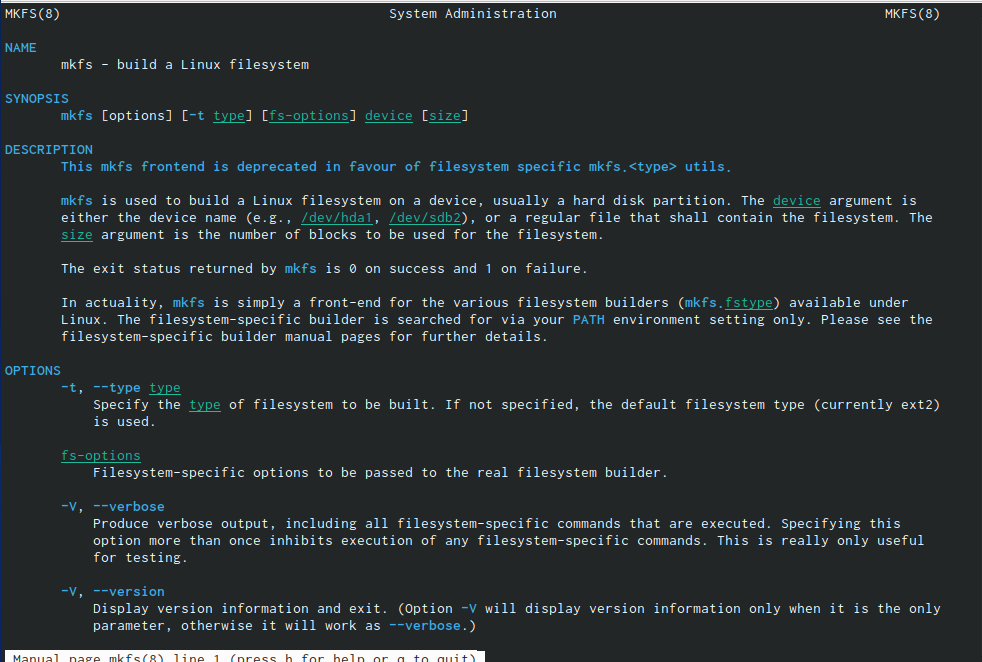 MKFS(8) System Administration MKFS(8)
NAME
mkfs - build a Linux filesystem
SYNOPSIS
mkfs [options] [-t type] [fs-options] device [size]
DESCRIPTION
This mkfs frontend is deprecated in favour of filesystem specific mkfs.<type> utils.
mkfs is used to build a Linux filesystem on a device, usually a hard disk partition. The device argument is
either the device name (e.g., /dev/hda1, /dev/sdb2), or a regular file that shall contain the filesystem. The
size argument is the number of blocks to be used for the filesystem.
The exit status returned by mkfs is 0 on success and 1 on failure.
In actuality, mkfs is simply a front-end for the various filesystem builders (mkfs.fstype) available under
Linux. The filesystem-specific builder is searched for via your PATH environment setting only. Please see the
filesystem-specific builder manual pages for further details.
OPTIONS
-t, --type type
Specify the type of filesystem to be built. If not specified, the default filesystem type (currently ext2)
is used.
fs-options
Filesystem-specific options to be passed to the real filesystem builder.
-V, --verbose
Produce verbose output, including all filesystem-specific commands that are executed. Specifying this
option more than once inhibits execution of any filesystem-specific commands. This is really only useful
for testing.
-V, --version
Display version information and exit. (Option -V will display version information only when it is the only
parameter, otherwise it will work as --verbose.)
Manual page mkfs(8) line 1 (press h for help or q to quit)